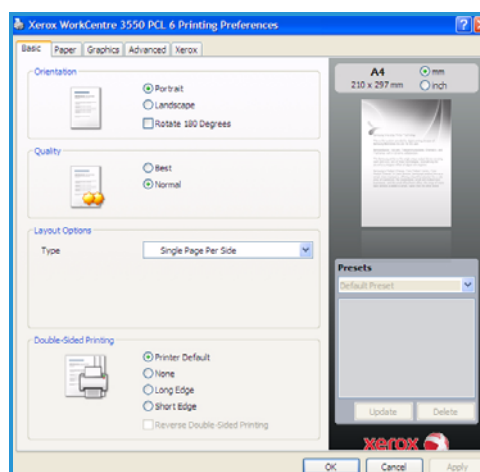 Xerox WorkCentre 3550 PCL 6 Printing Preferences
Basic Paper Graphics Advanced Xerox
Orientation
Portrait
Landscape
Rotate 180 Degrees
Quality
Best
Normal
Layout Options
Type Single Page Per Side
Double-Sided Printing
Printer Default
None
Long Edge
Short Edge
Reverse Double-Sided Printing
A4
210 x 297 mm
mm
inch
Presets
Default Preset
Update Delete
xerox
OK Cancel Apply